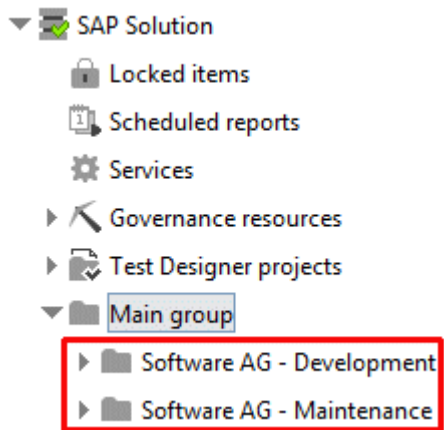 SAP Solution
Locked items
Scheduled reports
Services
Governance resources
Test Designer projects
Main group
Software AG - Development
Software AG - Maintenance